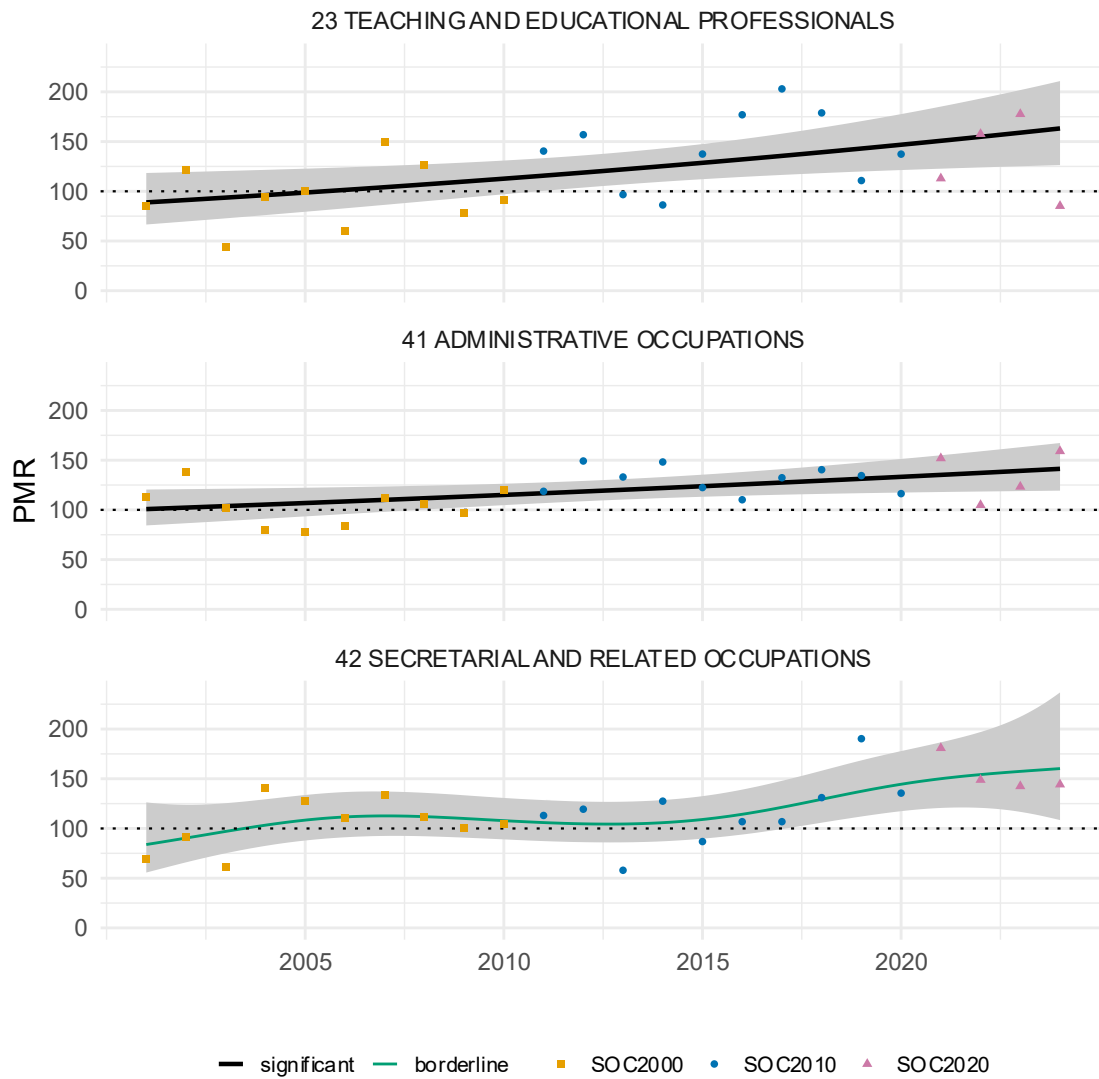 23 TEACHING AND EDUCATIONAL PROFESSIONALS
200
150
100
50
0
41 ADMINISTRATIVE OCCUPATIONS
200
150
100
50
0
PMR
42 SECRETARIAL AND RELATED OCCUPATIONS
200
150
100
50
0
2005 2010 2015 2020
significant borderline SOC2000 SOC2010 SOC2020